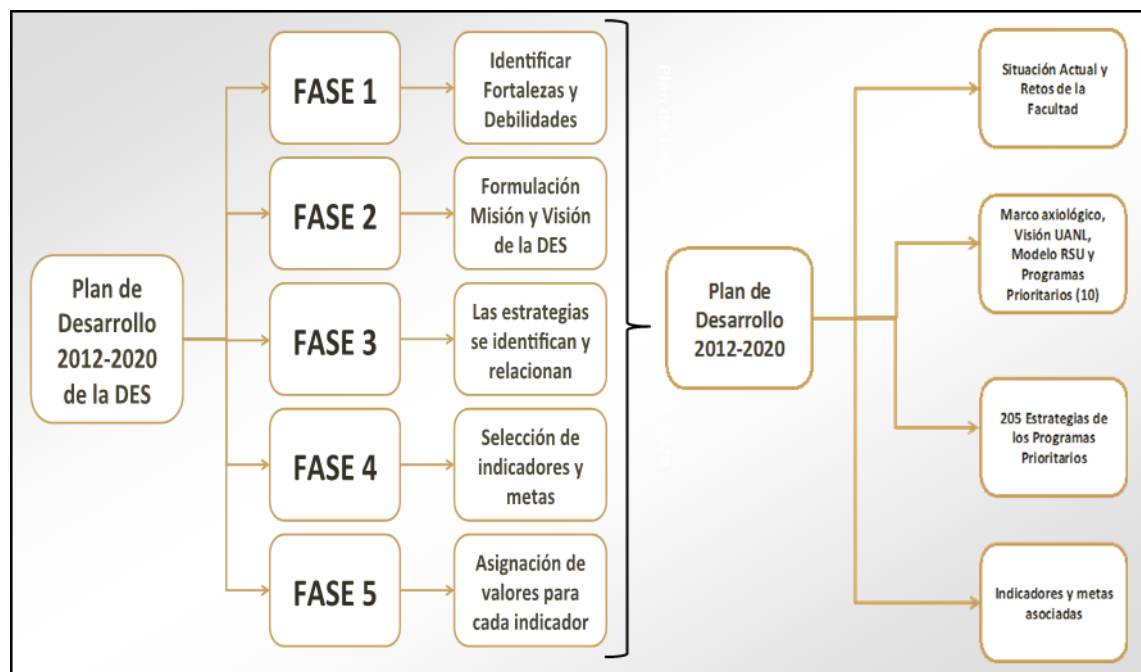 Plan de
Desarrollo
2012-2020
de la DES
FASE 1
Identificar
Fortalezas y
Debilidades
FASE 2
Formulación
Misión y Visión
de la DES
FASE 3
Las estrategias
se identifican y
relacionan
FASE 4
Selección de
indicadores y
metas
FASE 5
Asignación de
valores para
cada indicador
Plan de
Desarrollo
2012-2020
Situación Actual y
Retos de la
Facultad
Marco axiológico,
Visión UANL,
Modelo RSU y
Programas
Prioritarios (10)
205 Estrategias de
los Programas
Prioritarios
Indicadores y metas
asociadas